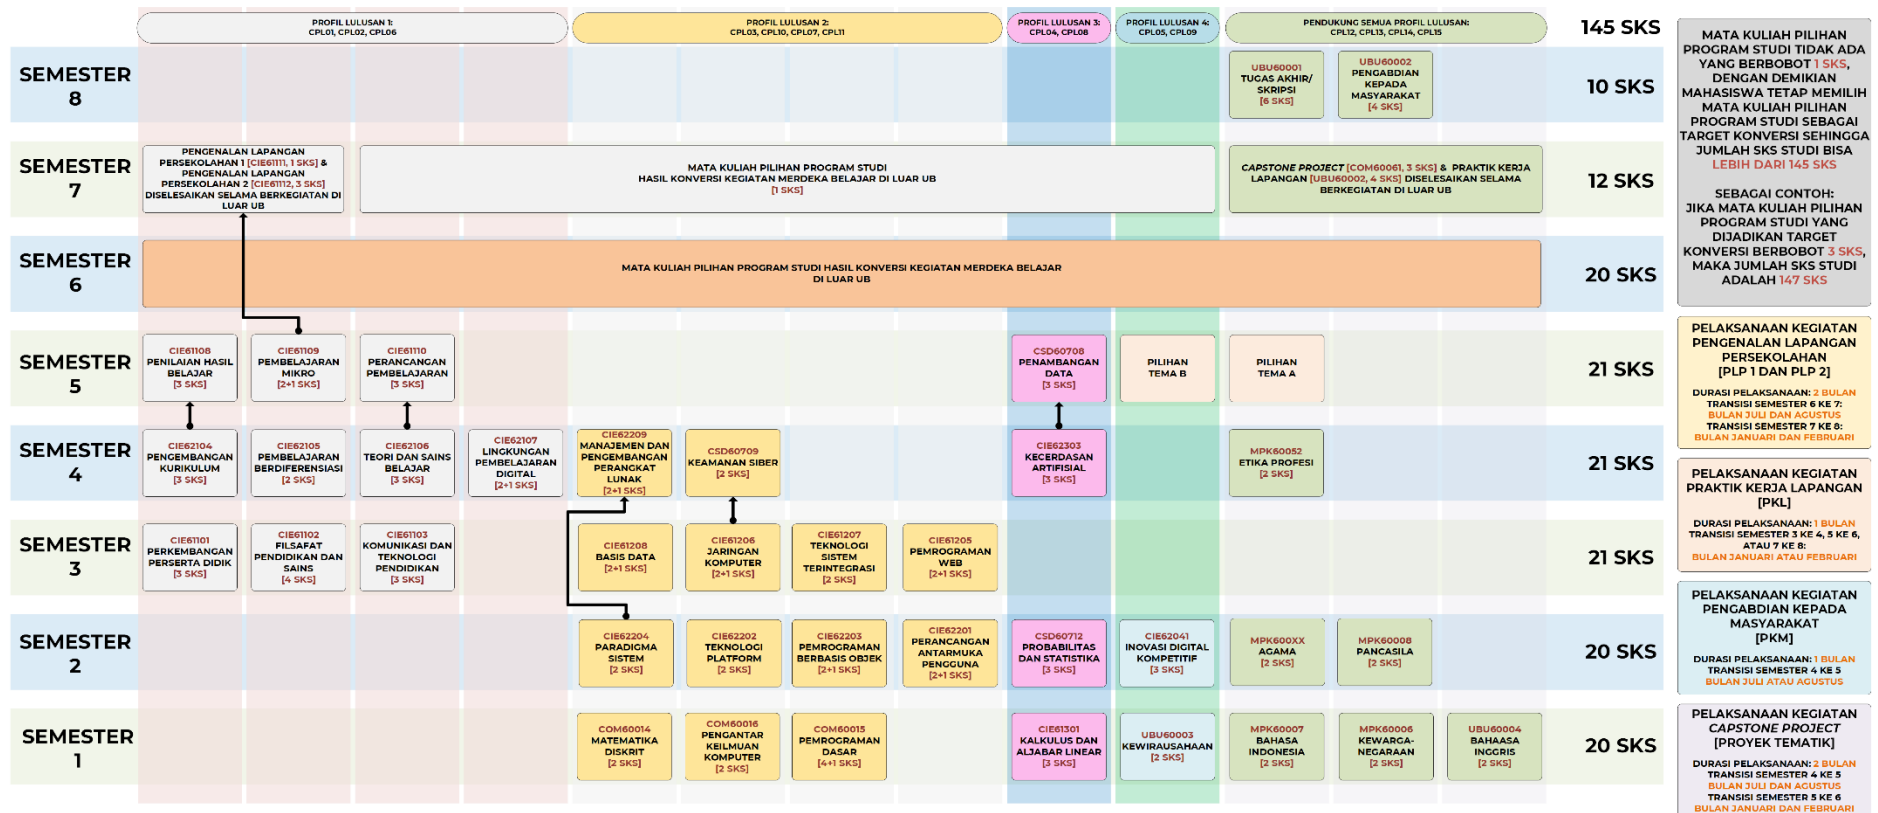 PROFIL LULUSAN 1:
CPL01, CPL02, CPL06
PROFIL LULUSAN 2:
CPL03, CPL10, CPL07, CPL11
PROFIL LULUSAN 3:
CPL04, CPL08
PROFIL LULUSAN 4:
CPL05, CPL09
PENDUKUNG SEMUA PROFIL LULUSAN:
CPL12, CPL13, CPL14, CPL15
145 SKS
SEMESTER
8
UBU60001
TUGAS AKHIR/
SKRIPSI
[6 SKS]
UBU60002
PENGABDIAN
KEPADA
MASYARAKAT
[4 SKS]
10 SKS
SEMESTER
7
PENGENALAN LAPANGAN
PERSEKOLAHAN 1 [CIE61111, 1 SKS] &
PENGENALAN LAPANGAN
PERSEKOLAHAN 2 [CIE61112, 3 SKS]
DISELESAIKAN SELAMA BERKEGIATAN DI
LUAR UB
MATA KULIAH PILIHAN PROGRAM STUDI
HASIL KONVERSI KEGIATAN MERDEKA BELAJAR DI LUAR UB
[1 SKS]
CAPSTONE PROJECT [COM60061, 3 SKS] & PRAKTIK KERJA
LAPANGAN [UBU60002, 4 SKS] DISELESAIKAN SELAMA
BERKEGIATAN DI LUAR UB
12 SKS
SEMESTER
6
MATA KULIAH PILIHAN PROGRAM STUDI HASIL KONVERSI KEGIATAN MERDEKA BELAJAR
DI LUAR UB
20 SKS
SEMESTER
5
CIE61108
PENILAIAN HASIL
BELAJAR
[3 SKS]
CIE61109
PEMBELAJARAN
MIKRO
[2+1 SKS]
CIE61110
PERANCANGAN
PEMBELAJARAN
[3 SKS]
CSD60708
PENAMBANGAN
DATA
[3 SKS]
PILIHAN
TEMA B
PILIHAN
TEMA A
21 SKS
SEMESTER
4
CIE62104
PENGEMBANGAN
KURIKULUM
[3 SKS]
CIE62105
PEMBELAJARAN
BERDIFERENSIASI
[2 SKS]
CIE62106
TEORI DAN SAINS
BELAJAR
[3 SKS]
CIE62107
LINGKUNGAN
PEMBELAJARAN
DIGITAL
[2+1 SKS]
CIE62209
MANAJEMEN DAN
PENGEMBANGAN
PERANGKAT
LUNAK
[2+1 SKS]
CSD60709
KEAMANAN SIBER
[2 SKS]
CIE62303
KECERDASAN
ARTIFISIAL
[3 SKS]
MPK60052
ETIKA PROFESI
[2 SKS]
21 SKS
SEMESTER
3
CIE61101
PERKEMBANGAN
PERSERTA DIDIK
[3 SKS]
CIE61102
FILSAFAT
PENDIDIKAN DAN
SAINS
[4 SKS]
CIE61103
KOMUNIKASI DAN
TEKNOLOGI
PENDIDIKAN
[3 SKS]
CIE61208
BASIS DATA
[2+1 SKS]
CIE61206
JARINGAN
KOMPUTER
[2+1 SKS]
CIE61207
TEKNOLOGI
SISTEM
TERINTEGRASI
[2 SKS]
CIE61205
PEMROGRAMAN
WEB
[2+1 SKS]
21 SKS
SEMESTER
2
CIE62204
PARADIGMA
SISTEM
[2 SKS]
CIE62202
TEKNOLOGI
PLATFORM
[2 SKS]
CIE62203
PEMROGRAMAN
BERBASIS OBJEK
[2+1 SKS]
CIE62201
PERANCANGAN
ANTARMUKA
PENGGUNA
[2+1 SKS]
CSD60712
PROBABILITAS
DAN STATISTIKA
[3 SKS]
CIE62041
INOVASI DIGITAL
KOMPETITIF
[3 SKS]
MPK600XX
AGAMA
[2 SKS]
MPK60008
PANCASILA
[2 SKS]
20 SKS
SEMESTER
1
COM60014
MATEMATIKA
DISKRIT
[2 SKS]
COM60016
PENGANTAR
KEILMUAN
KOMPUTER
[2 SKS]
COM60015
PEMROGRAMAN
DASAR
[4+1 SKS]
CIE61301
KALKULUS DAN
ALJABAR LINEAR
[3 SKS]
UBU60003
KEWIRAUSAHAAN
[2 SKS]
MPK60007
BAHASA
INDONESIA
[2 SKS]
MPK60006
KEWARGA-
NEGARAAN
[2 SKS]
UBU60004
BAHAASA
INGGRIS
[2 SKS]
20 SKS
MATA KULIAH PILIHAN
PROGRAM STUDI TIDAK ADA
YANG BERBOBOT 1 SKS,
DENGAN DEMIKIAN
MAHASISWA TETAP MEMILIH
MATA KULIAH PILIHAN
PROGRAM STUDI SEBAGAI
TARGET KONVERSI SEHINGGA
JUMLAH SKS STUDI BISA
LEBIH DARI 145 SKS
SEBAGAI CONTOH:
JIKA MATA KULIAH PILIHAN
PROGRAM STUDI YANG
DIJADIKAN TARGET
KONVERSI BERBOBOT 3 SKS,
MAKA JUMLAH SKS STUDI
ADALAH 147 SKS
PELAKSANAAN KEGIATAN
PENGENALAN LAPANGAN
PERSEKOLAHAN
[PLP 1 DAN PLP 2]
DURASI PELAKSANAAN: 2 BULAN
TRANSISI SEMESTER 6 KE 7:
BULAN JULI DAN AGUSTUS
TRANSISI SEMESTER 7 KE 8:
BULAN JANUARI DAN FEBRUARI
PELAKSANAAN KEGIATAN
PRAKTIK KERJA LAPANGAN
[PKL]
DURASI PELAKSANAAN: 1 BULAN
TRANSISI SEMESTER 3 KE 4, 5 KE 6,
ATAU 7 KE 8:
BULAN JANUARI ATAU FEBRUARI
PELAKSANAAN KEGIATAN
PENGABDIAN KEPADA
MASYARAKAT
[PKM]
DURASI PELAKSANAAN: 1 BULAN
TRANSISI SEMESTER 4 KE 5
BULAN JULI ATAU AGUSTUS
PELAKSANAAN KEGIATAN
CAPSTONE PROJECT
[PROYEK TEMATIK]
DURASI PELAKSANAAN: 2 BULAN
TRANSISI SEMESTER 4 KE 5
BULAN JULI DAN AGUSTUS
TRANSISI SEMESTER 5 KE 6
BULAN JANUARI DAN FEBRUARI